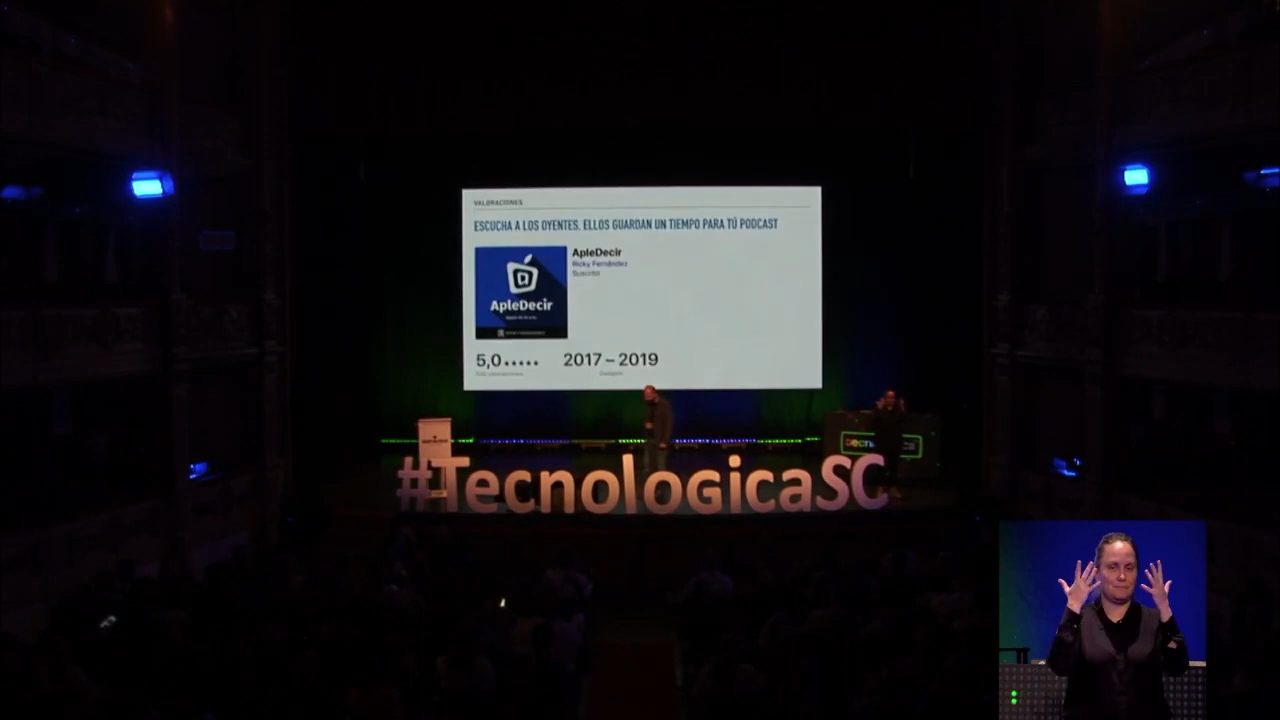 VALORACIONES
ESCUCHA A LOS OYENTES. ELLOS GUARDAN UN TIEMPO PARA TÚ PODCAST
ApleDecir
Ricky Fernández
Suscrito
ApleDecir
5,0 ★★★★★
2017 – 2019
#TecnologicaSC